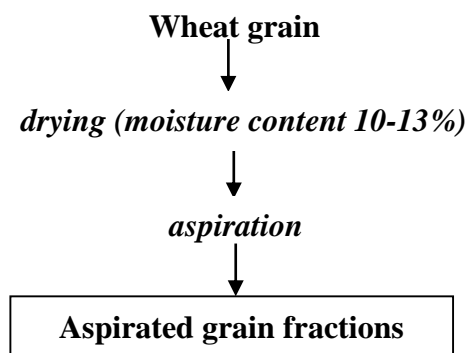 Wheat grain
drying (moisture content 10-13%)
aspiration
Aspirated grain fractions